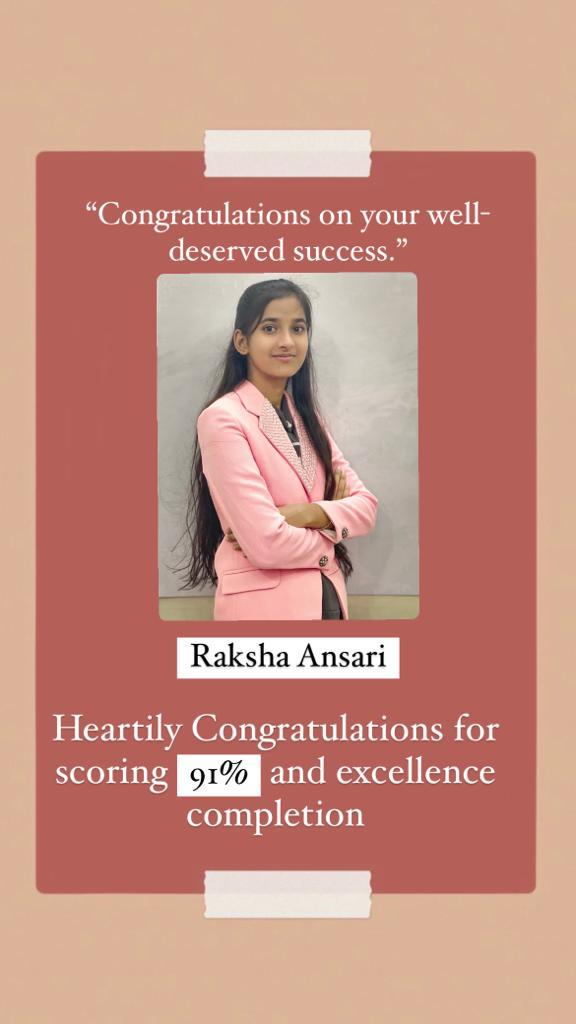 “Congratulations on your well-
deserved success.”
Raksha Ansari
Heartily Congratulations for
scoring 91% and excellence
completion